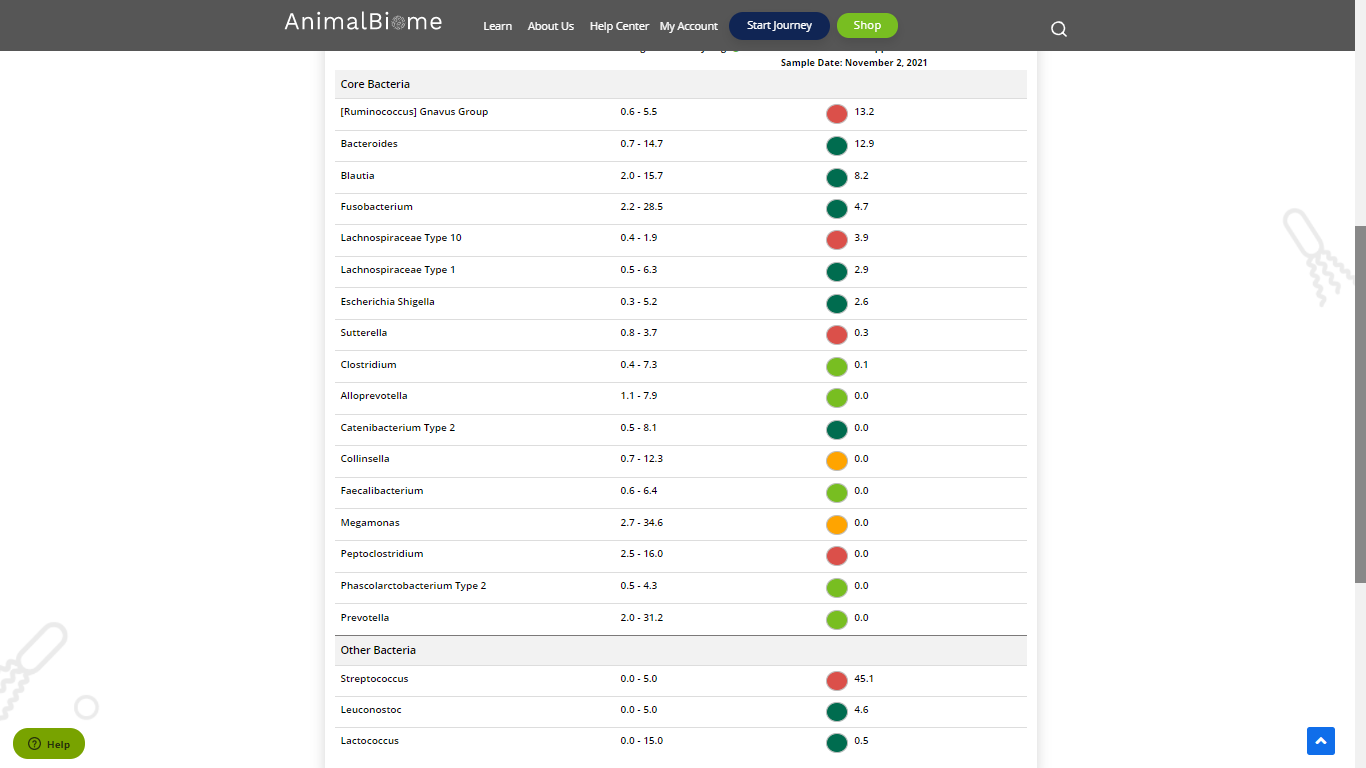 AnimalBiome
Learn
About Us
Help Center
My Account
Start Journey
Shop
Sample Date: November 2, 2021
Core Bacteria
[Ruminococcus] Gnavus Group 0.6 - 5.5 13.2
Bacteroides 0.7 - 14.7 12.9
Blautia 2.0 - 15.7 8.2
Fusobacterium 2.2 - 28.5 4.7
Lachnospiraceae Type 10 0.4 - 1.9 3.9
Lachnospiraceae Type 1 0.5 - 6.3 2.9
Escherichia Shigella 0.3 - 5.2 2.6
Sutterella 0.8 - 3.7 0.3
Clostridium 0.4 - 7.3 0.1
Alloprevotella 1.1 - 7.9 0.0
Catenibacterium Type 2 0.5 - 8.1 0.0
Collinsella 0.7 - 12.3 0.0
Faecalibacterium 0.6 - 6.4 0.0
Megamonas 2.7 - 34.6 0.0
Peptoclostridium 2.5 - 16.0 0.0
Phascolarctobacterium Type 2 0.5 - 4.3 0.0
Prevotella 2.0 - 31.2 0.0
Other Bacteria
Streptococcus 0.0 - 5.0 45.1
Leuconostoc 0.0 - 5.0 4.6
Lactococcus 0.0 - 15.0 0.5
Help